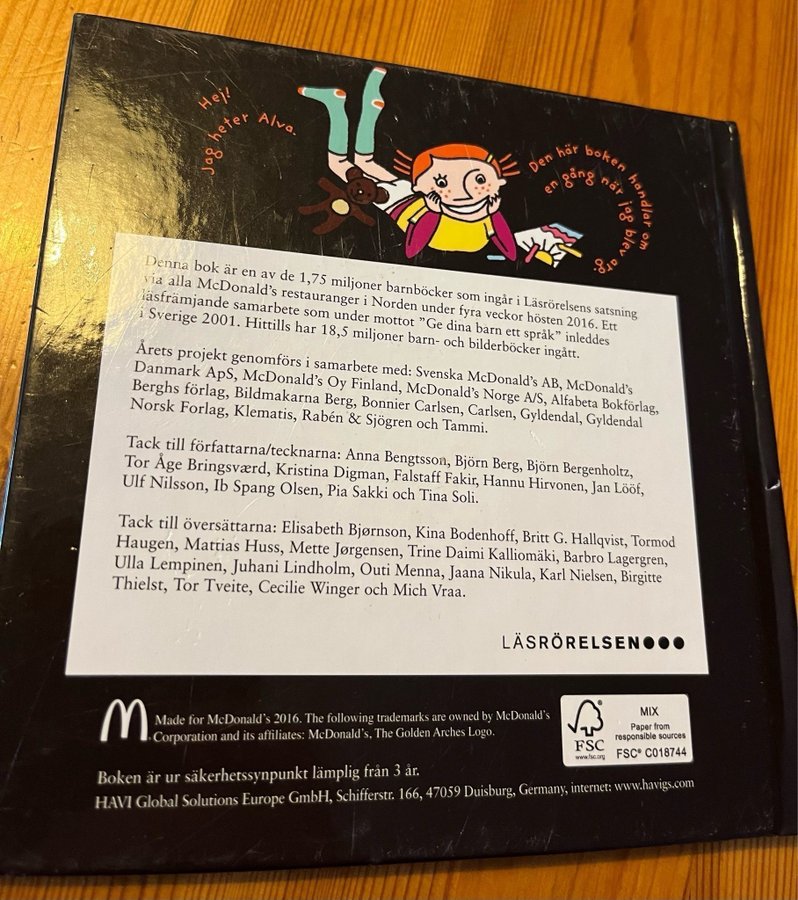 Hej!
Jag heter Alva.
Den här boken handlar om
en gång när jag blev arg.
Denna bok är en av de 1,75 miljoner barnböcker som ingår i Läsrörelsens satsning
via alla McDonald's restauranger i Norden under fyra veckor hösten 2016. Ett
läsfrämjande samarbete som under mottot "Ge dina barn ett språk" inleddes
i Sverige 2001. Hittills har 18,5 miljoner barn- och bilderböcker ingått.
Årets projekt genomförs i samarbete med: Svenska McDonald's AB, McDonald's
Danmark ApS, McDonald's Oy Finland, McDonald's Norge A/S, Alfabeta Bokförlag,
Berghs förlag, Bildmakarna Berg, Bonnier Carlsen, Carlsen, Gyldendal, Gyldendal
Norsk Forlag, Klematis, Rabén & Sjögren och Tammi.
Tack till författarna/tecknarna: Anna Bengtsson, Björn Berg, Björn Bergenholtz,
Tor Åge Bringsværd, Kristina Digman, Falstaff Fakir, Hannu Hirvonen, Jan Lööf,
Ulf Nilsson, Ib Spang Olsen, Pia Sakki och Tina Soli.
Tack till översättarna: Elisabeth Bjørnson, Kina Bodenhoff, Britt G. Hallqvist, Tormod
Haugen, Mattias Huss, Mette Jørgensen, Trine Daimi Kalliomäki, Barbro Lagergren,
Ulla Lempinen, Juhani Lindholm, Outi Menna, Jaana Nikula, Karl Nielsen, Birgitte
Thielst, Tor Tveite, Cecilie Winger och Mich Vraa.
LÄSRÖRELSEN●●●
Made for McDonald's 2016. The following trademarks are owned by McDonald's
Corporation and its affiliates: McDonald's, The Golden Arches Logo.
FSC
www.fsc.org
MIX
Paper from
responsible sources
FSC® C018744
Boken är ur säkerhetssynpunkt lämplig från 3 år.
HAVI Global Solutions Europe GmbH, Schifferstr. 166, 47059 Duisburg, Germany, internet: www.havigs.com